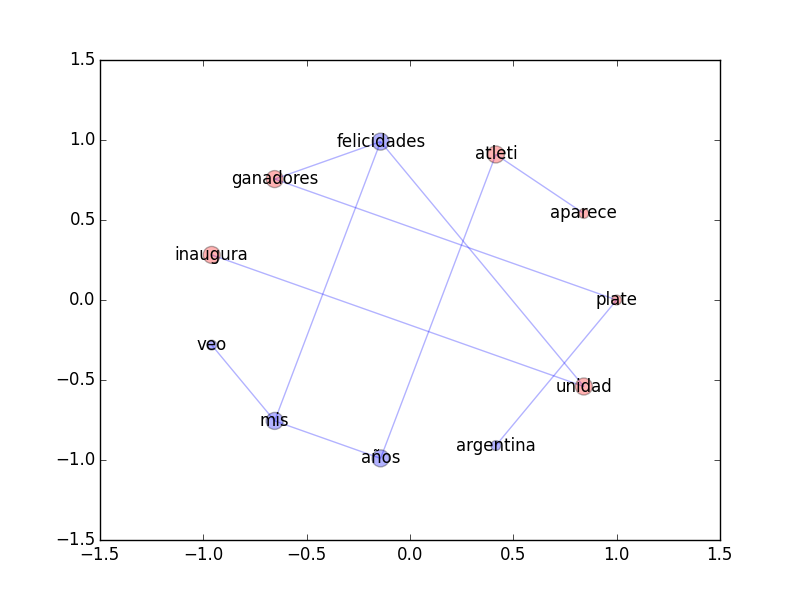 1.5
1.0
0.5
0.0
−0.5
−1.0
−1.5
felicidades
atleti
ganadores
aparece
inaugura
plate
veo
unidad
mis
argentina
años
−1.5 −1.0 −0.5 0.0 0.5 1.0 1.5